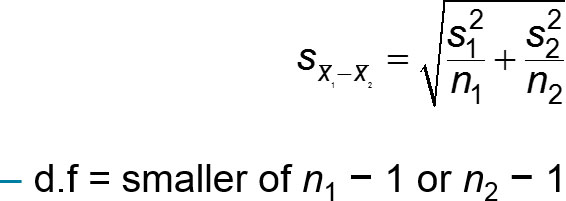 s_{X̄₁−X̄₂} = √(s₁²/n₁ + s₂²/n₂)
– d.f = smaller of n₁ − 1 or n₂ − 1